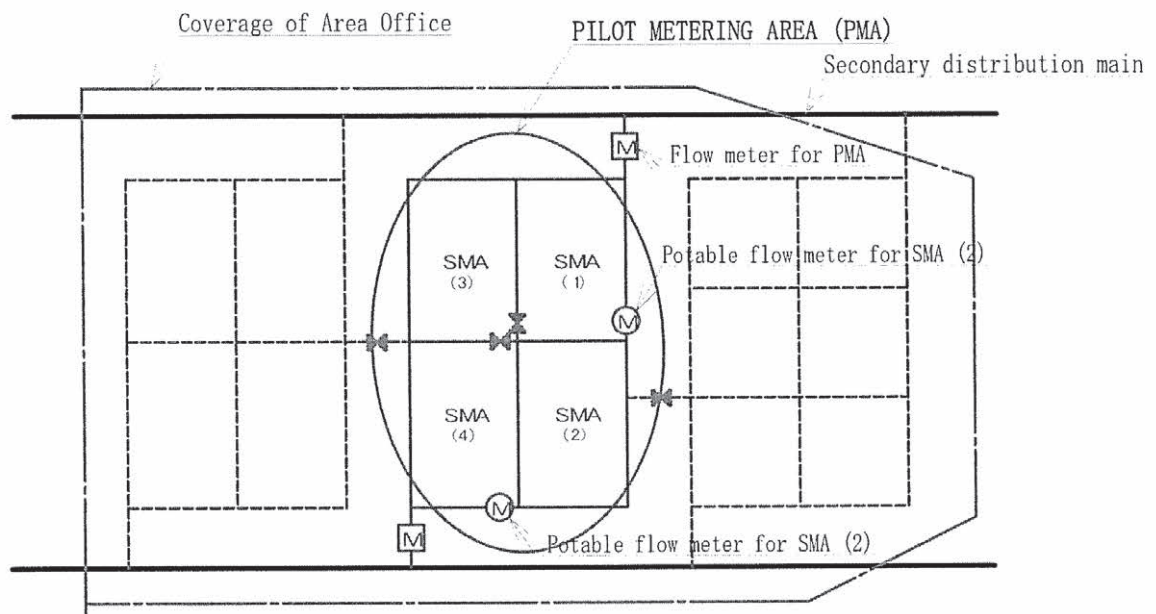 Coverage of Area Office
PILOT METERING AREA (PMA)
Secondary distribution main
M
Flow meter for PMA
SMA
(3)
SMA
(1)
Potable flow meter for SMA (2)
M
SMA
(4)
SMA
(2)
M
M
Potable flow meter for SMA (2)